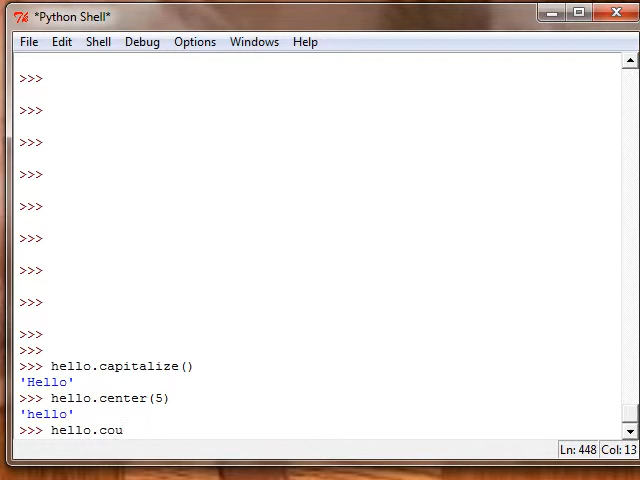 *Python Shell*
File Edit Shell Debug Options Windows Help
>>>
>>>
>>>
>>>
>>>
>>>
>>>
>>>
>>>
>>>
>>> hello.capitalize()
'Hello'
>>> hello.center(5)
'hello'
>>> hello.cou
Ln: 448 Col: 13